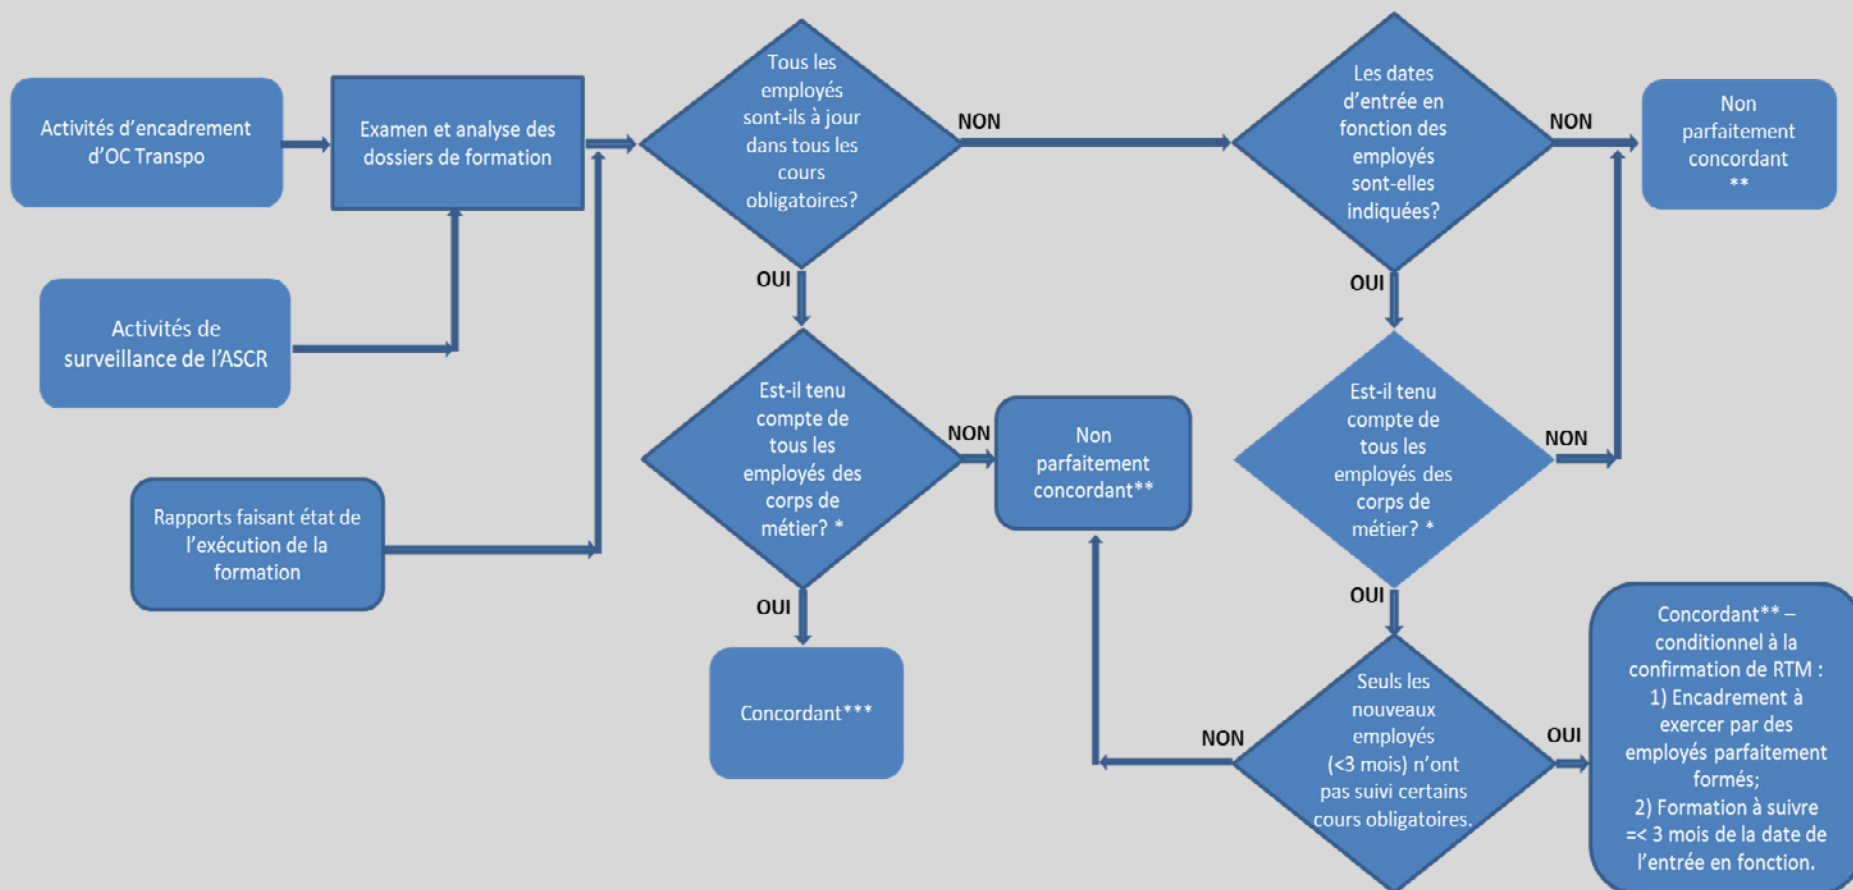 Activités d'encadrement
d'OC Transpo
Examen et analyse des
dossiers de formation
Tous les
employés
sont-ils à jour
dans tous les
cours
obligatoires?
NON
Les dates
d'entrée en
fonction des
employés
sont-elles
indiquées?
NON
Non
parfaitement
concordant
**
OUI
OUI
Activités de
surveillance de l'ASCR
Est-il tenu
compte de
tous les
employés des
corps de
métier? *
NON
Non
parfaitement
concordant**
Est-il tenu
compte de
tous les
employés des
corps de
métier? *
NON
Rapports faisant état de
l'exécution de la
formation
OUI
OUI
Concordant***
NON
Seuls les
nouveaux
employés
(<3 mois) n'ont
pas suivi certains
cours obligatoires.
OUI
Concordant** –
conditionnel à la
confirmation de RTM :
1) Encadrement à
exercer par des
employés parfaitement
formés;
2) Formation à suivre
=< 3 mois de la date de
l'entrée en fonction.